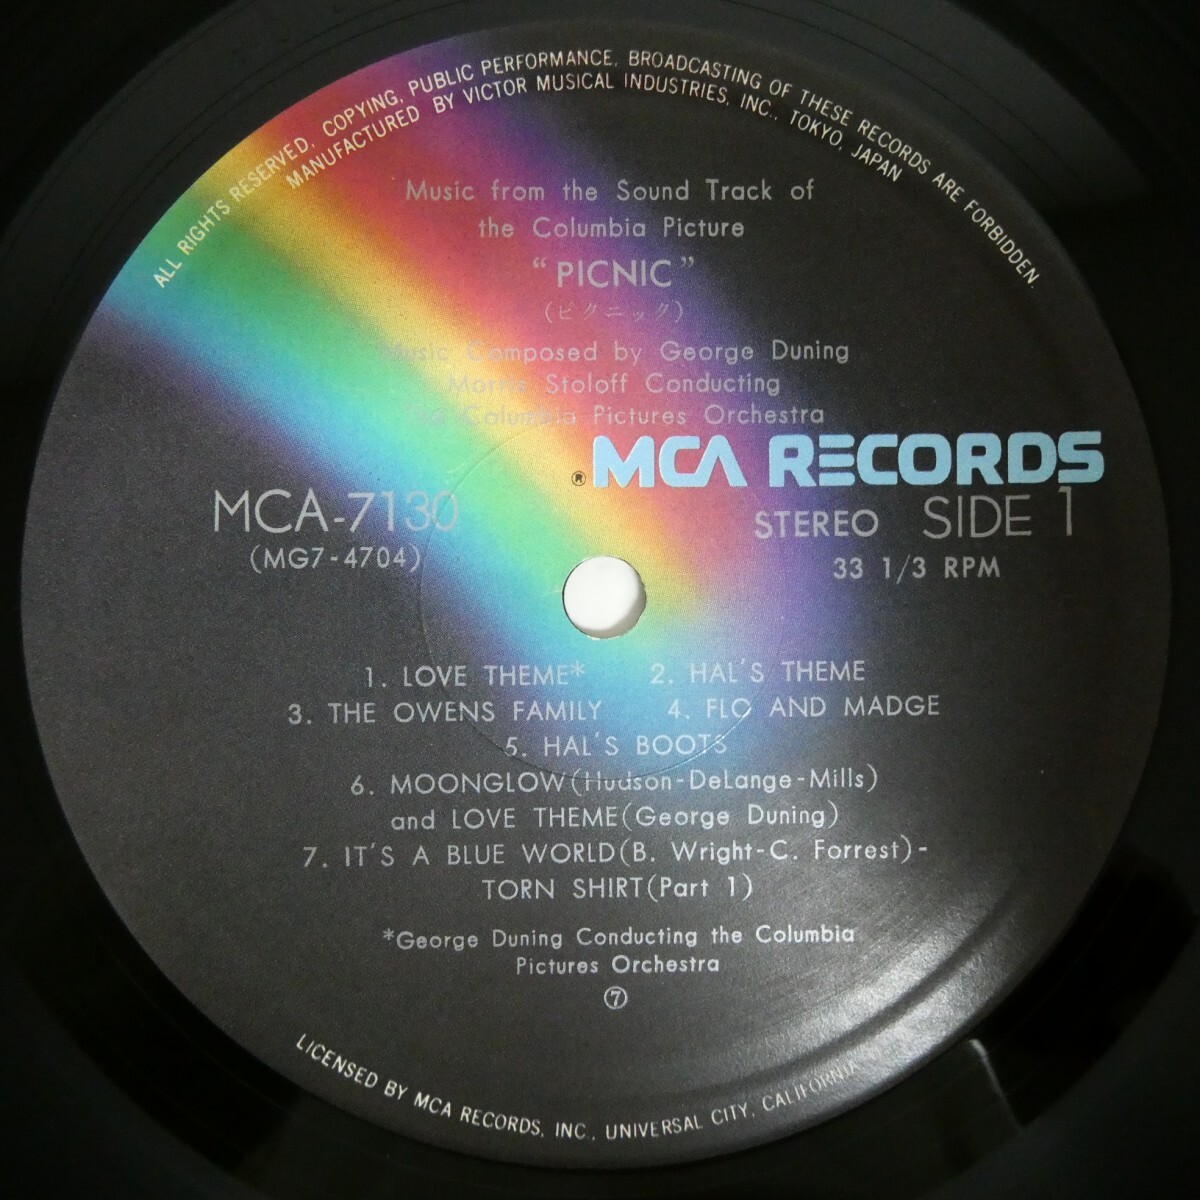 ALL RIGHTS RESERVED. COPYING, PUBLIC PERFORMANCE, BROADCASTING OF THESE RECORDS ARE FORBIDDEN.
MANUFACTURED BY VICTOR MUSICAL INDUSTRIES, INC., TOKYO, JAPAN
Music from the Sound Track of
the Columbia Picture
"PICNIC"
(ピクニック)
Music Composed by George Duning
Morris Stoloff Conducting
the Columbia Pictures Orchestra
® MCA RECORDS
MCA-7130
(MG7-4704)
STEREO SIDE 1
33 1/3 RPM
1. LOVE THEME* 2. HAL'S THEME
3. THE OWENS FAMILY 4. FLO AND MADGE
5. HAL'S BOOTS
6. MOONGLOW(Hudson-DeLange-Mills)
and LOVE THEME(George Duning)
7. IT'S A BLUE WORLD(B. Wright-C. Forrest)-
TORN SHIRT(Part 1)
*George Duning Conducting the Columbia
Pictures Orchestra
⑦
LICENSED BY MCA RECORDS, INC., UNIVERSAL CITY, CALIFORNIA